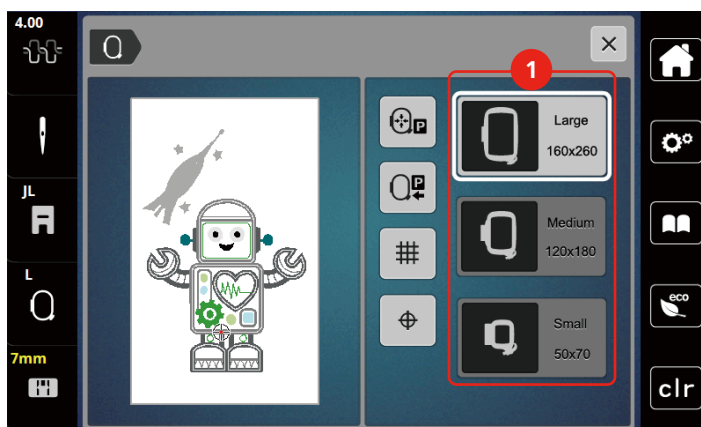 4.00
JL
L
7mm
1
P
P
Large
160x260
Medium
120x180
Small
50x70
eco
clr